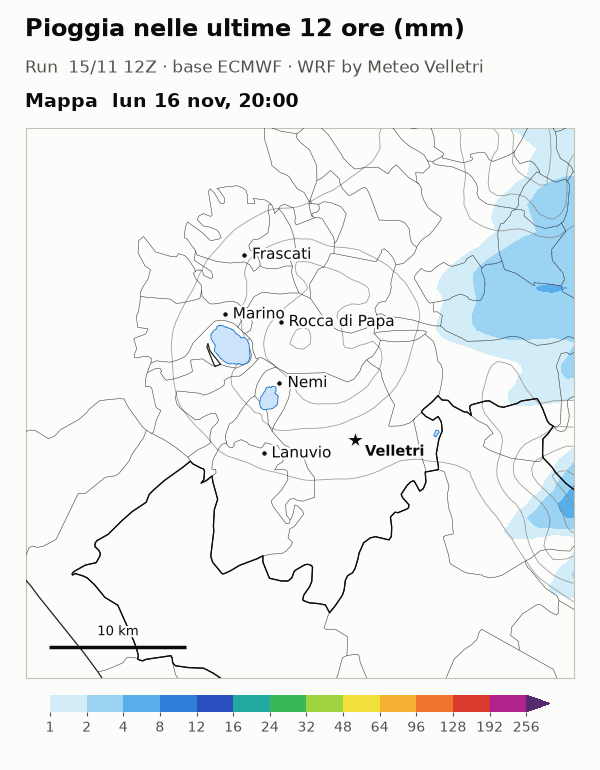 Pioggia nelle ultime 12 ore (mm)
Run  15/11 12Z · base ECMWF · WRF by Meteo Velletri
Mappa  lun 16 nov, 20:00
Frascati
Marino
Rocca di Papa
Nemi
Velletri
Lanuvio
10 km
1 2 4 8 12 16 24 32 48 64 96 128 192 256